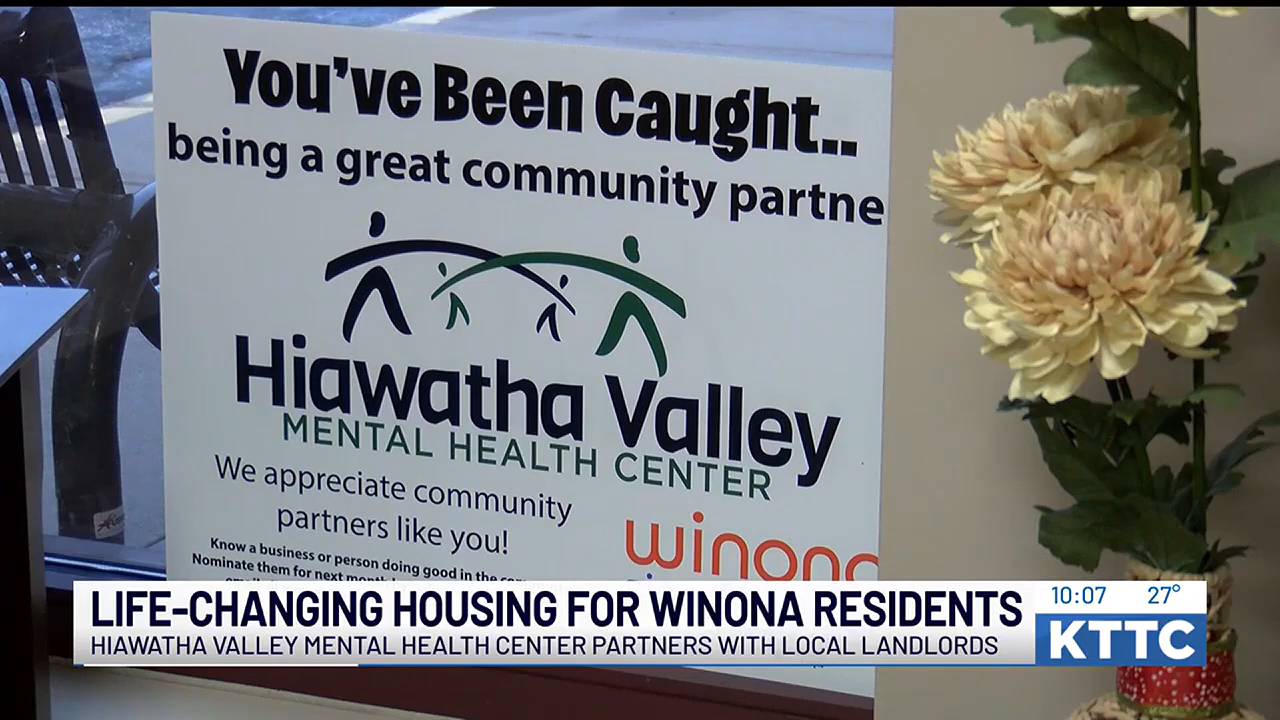 You've Been Caught..
being a great community partne
Hiawatha Valley
MENTAL HEALTH CENTER
We appreciate community
partners like you!
winona
Know a business or person doing good in the
Nominate them for next
LIFE-CHANGING HOUSING FOR WINONA RESIDENTS
HIAWATHA VALLEY MENTAL HEALTH CENTER PARTNERS WITH LOCAL LANDLORDS
10:07 27°
KTTC